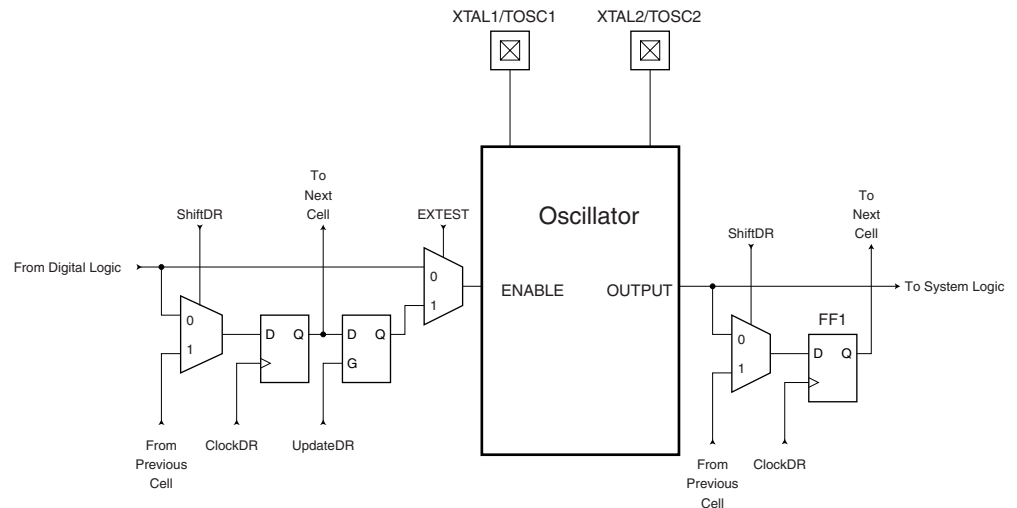 XTAL1/TOSC1
XTAL2/TOSC2
To
Next
Cell
ShiftDR
EXTEST
From Digital Logic
0
1
D
Q
D
Q
G
0
1
From
Previous
Cell
ClockDR
UpdateDR
Oscillator
ENABLE
OUTPUT
To
Next
Cell
ShiftDR
To System Logic
FF1
0
1
D
Q
From
Previous
Cell
ClockDR